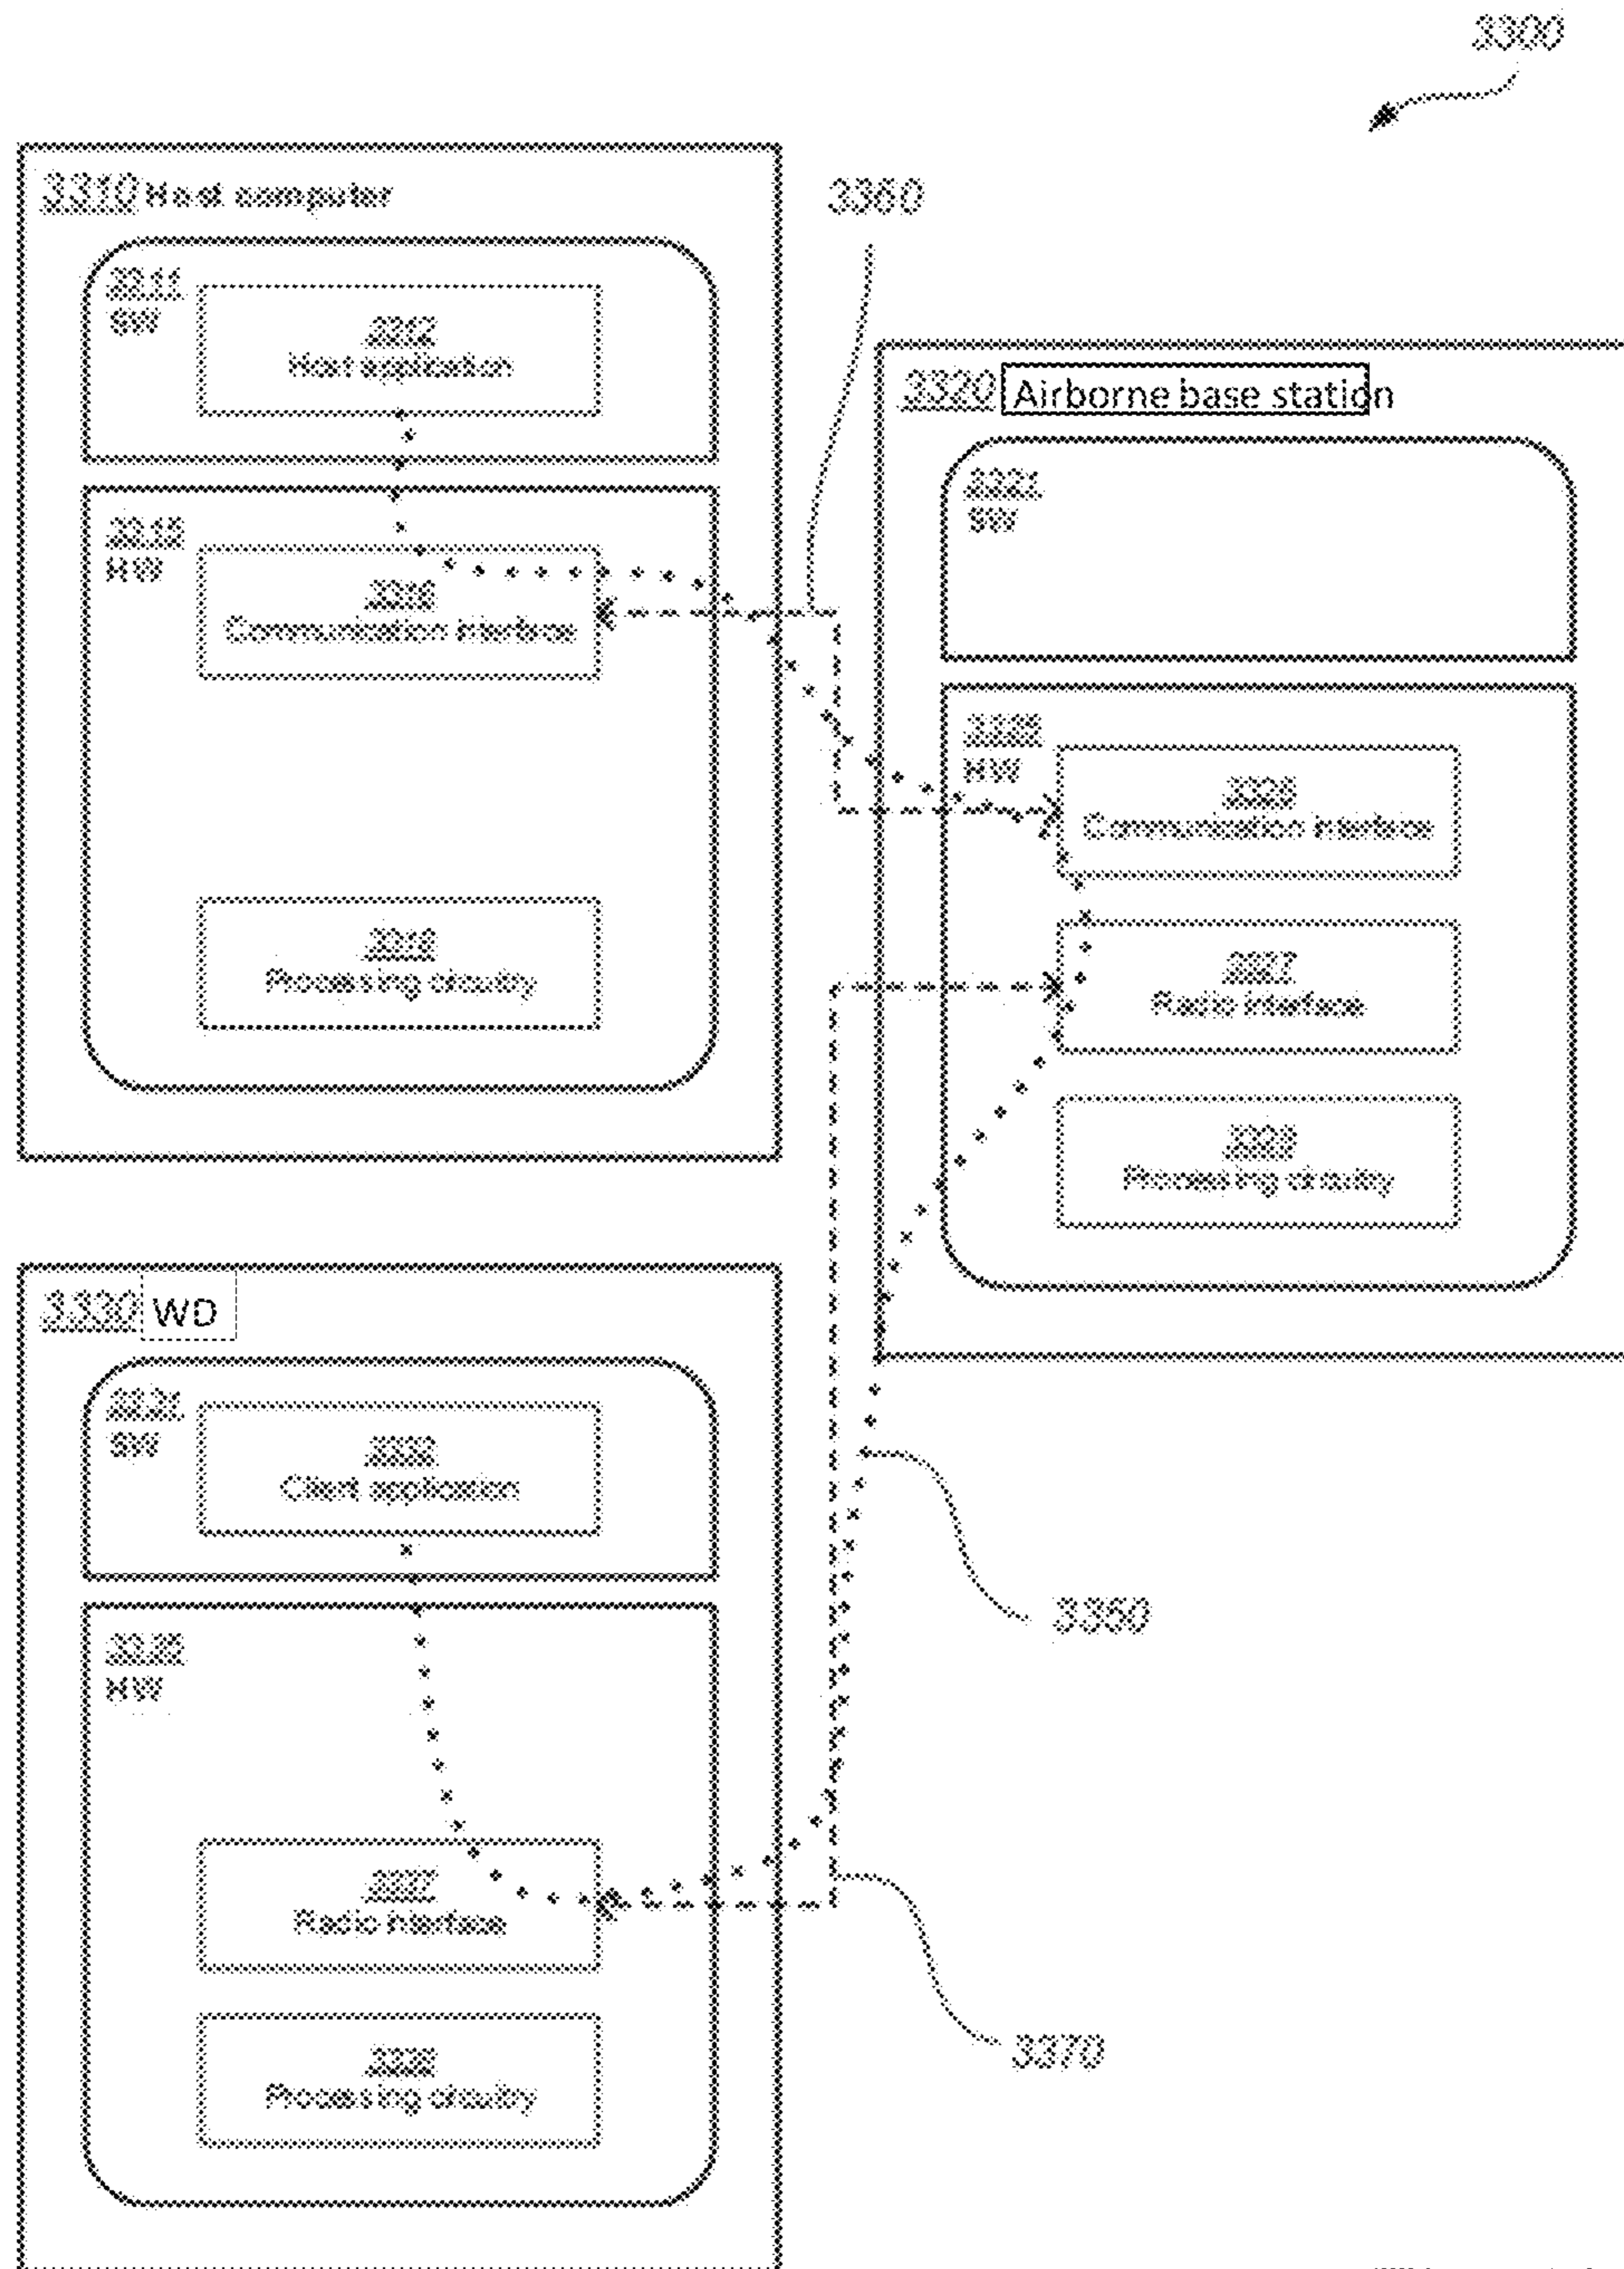 3300
3310 Host computer
3311
SW
3312
Host application
3315
HW
3316
Communication interface
3318
Processing circuitry
3360
3320 Airborne base station
3321
SW
3325
HW
3326
Communication interface
3327
Radio interface
3328
Processing circuitry
3330 WD
3331
SW
3332
Client application
3335
HW
3337
Radio interface
3338
Processing circuitry
3350
3370